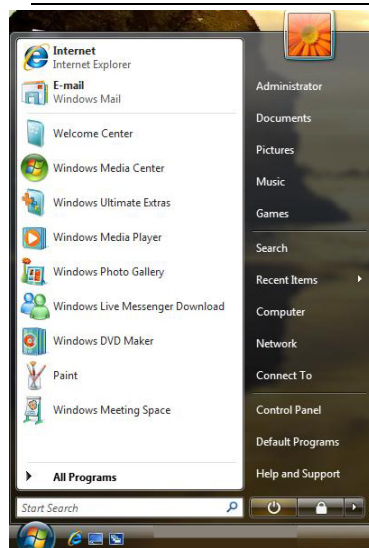 Internet
Internet Explorer
E-mail
Windows Mail
Welcome Center
Windows Media Center
Windows Ultimate Extras
Windows Media Player
Windows Photo Gallery
Windows Live Messenger Download
Windows DVD Maker
Paint
Windows Meeting Space
All Programs
Start Search
Administrator
Documents
Pictures
Music
Games
Search
Recent Items
Computer
Network
Connect To
Control Panel
Default Programs
Help and Support